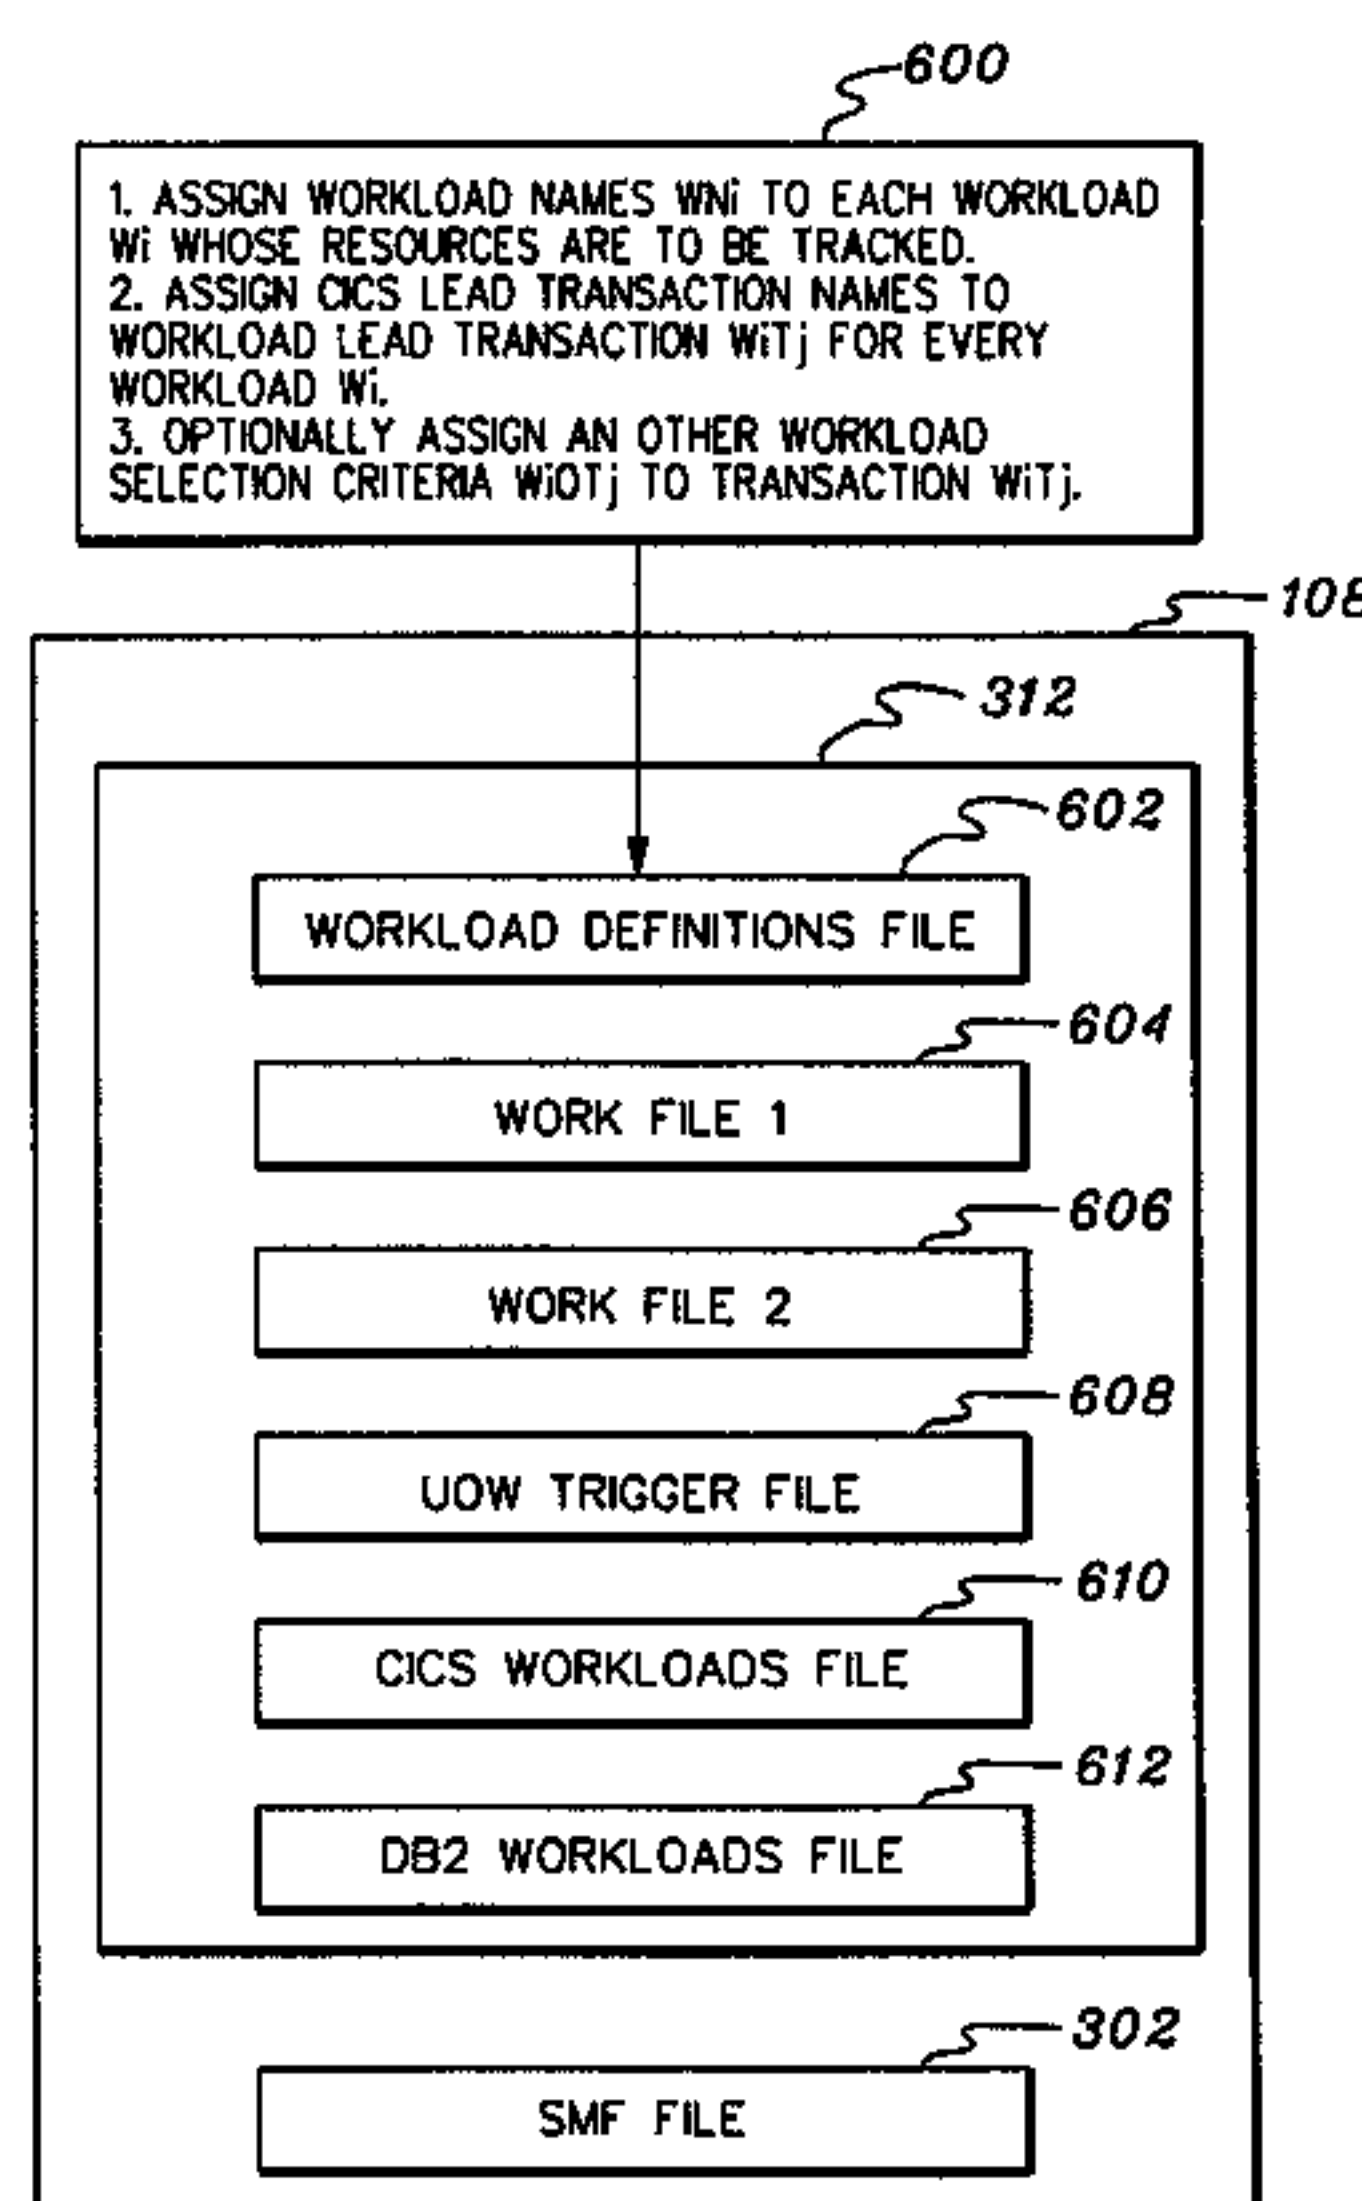 600
1. ASSIGN WORKLOAD NAMES WNi TO EACH WORKLOAD
Wi WHOSE RESOURCES ARE TO BE TRACKED.
2. ASSIGN CICS LEAD TRANSACTION NAMES TO
WORKLOAD LEAD TRANSACTION WiTj FOR EVERY
WORKLOAD Wi.
3. OPTIONALLY ASSIGN AN OTHER WORKLOAD
SELECTION CRITERIA WiOTj TO TRANSACTION WiTj.
108
312
602
WORKLOAD DEFINITIONS FILE
604
WORK FILE 1
606
WORK FILE 2
608
UOW TRIGGER FILE
610
CICS WORKLOADS FILE
612
DB2 WORKLOADS FILE
302
SMF FILE